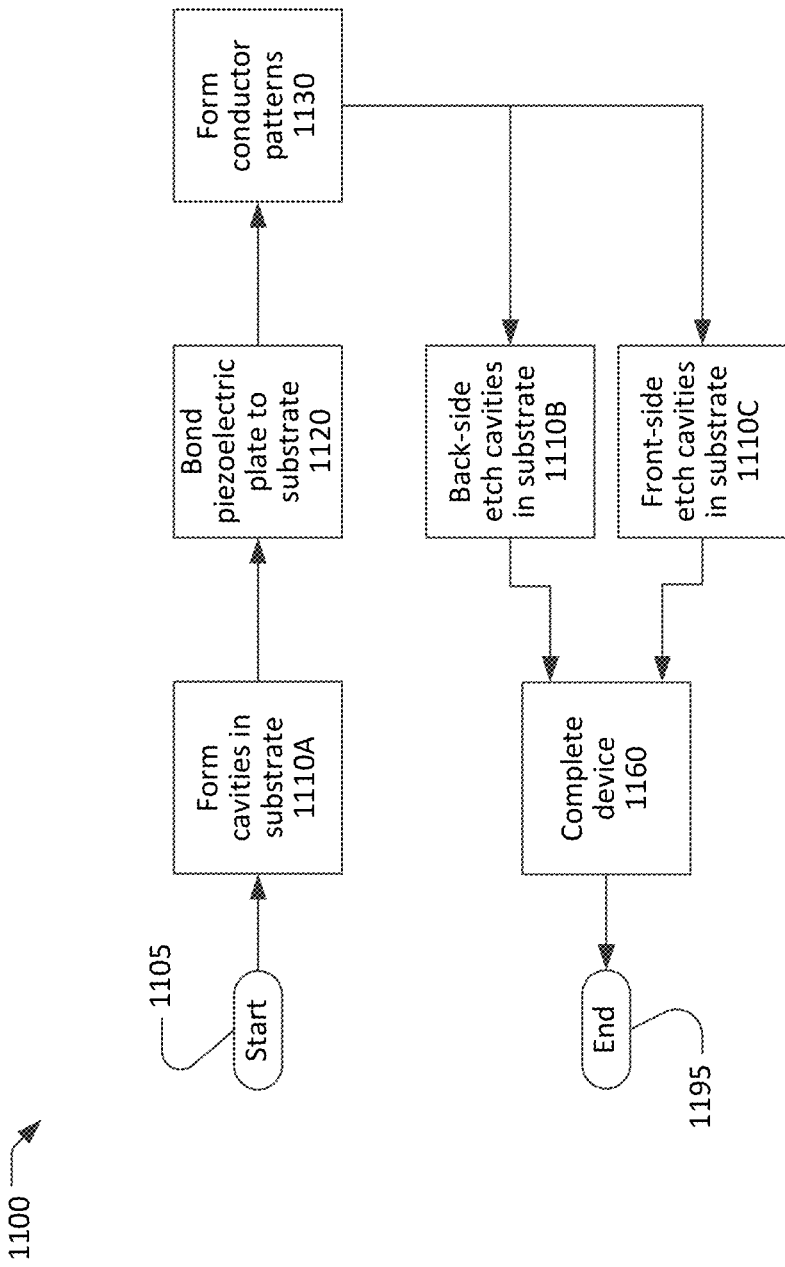 1100
1105
Start
Form
cavities in
substrate
1110A
Bond
piezoelectric
plate to
substrate
1120
Form
conductor
patterns
1130
Back-side
etch cavities
in substrate
1110B
Front-side
etch cavities
in substrate
1110C
Complete
device
1160
End
1195